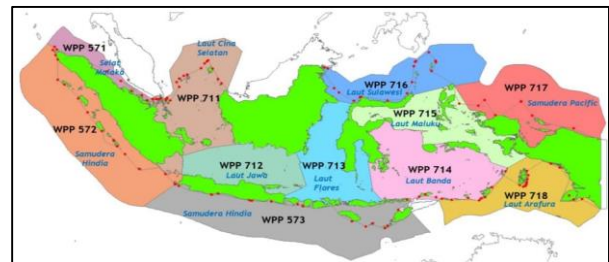 WPP 571
Selat
Malaka
Laut Cina
Selatan
WPP 711
WPP 716
Laut Sulawesi
WPP 717
Samudera Pacific
WPP 715
Laut Maluku
WPP 572
Samudera
Hindia
WPP 712
Laut Jawa
WPP 713
Laut
Flores
WPP 714
Laut Banda
WPP 718
Laut Arafura
Samudera Hindia
WPP 573